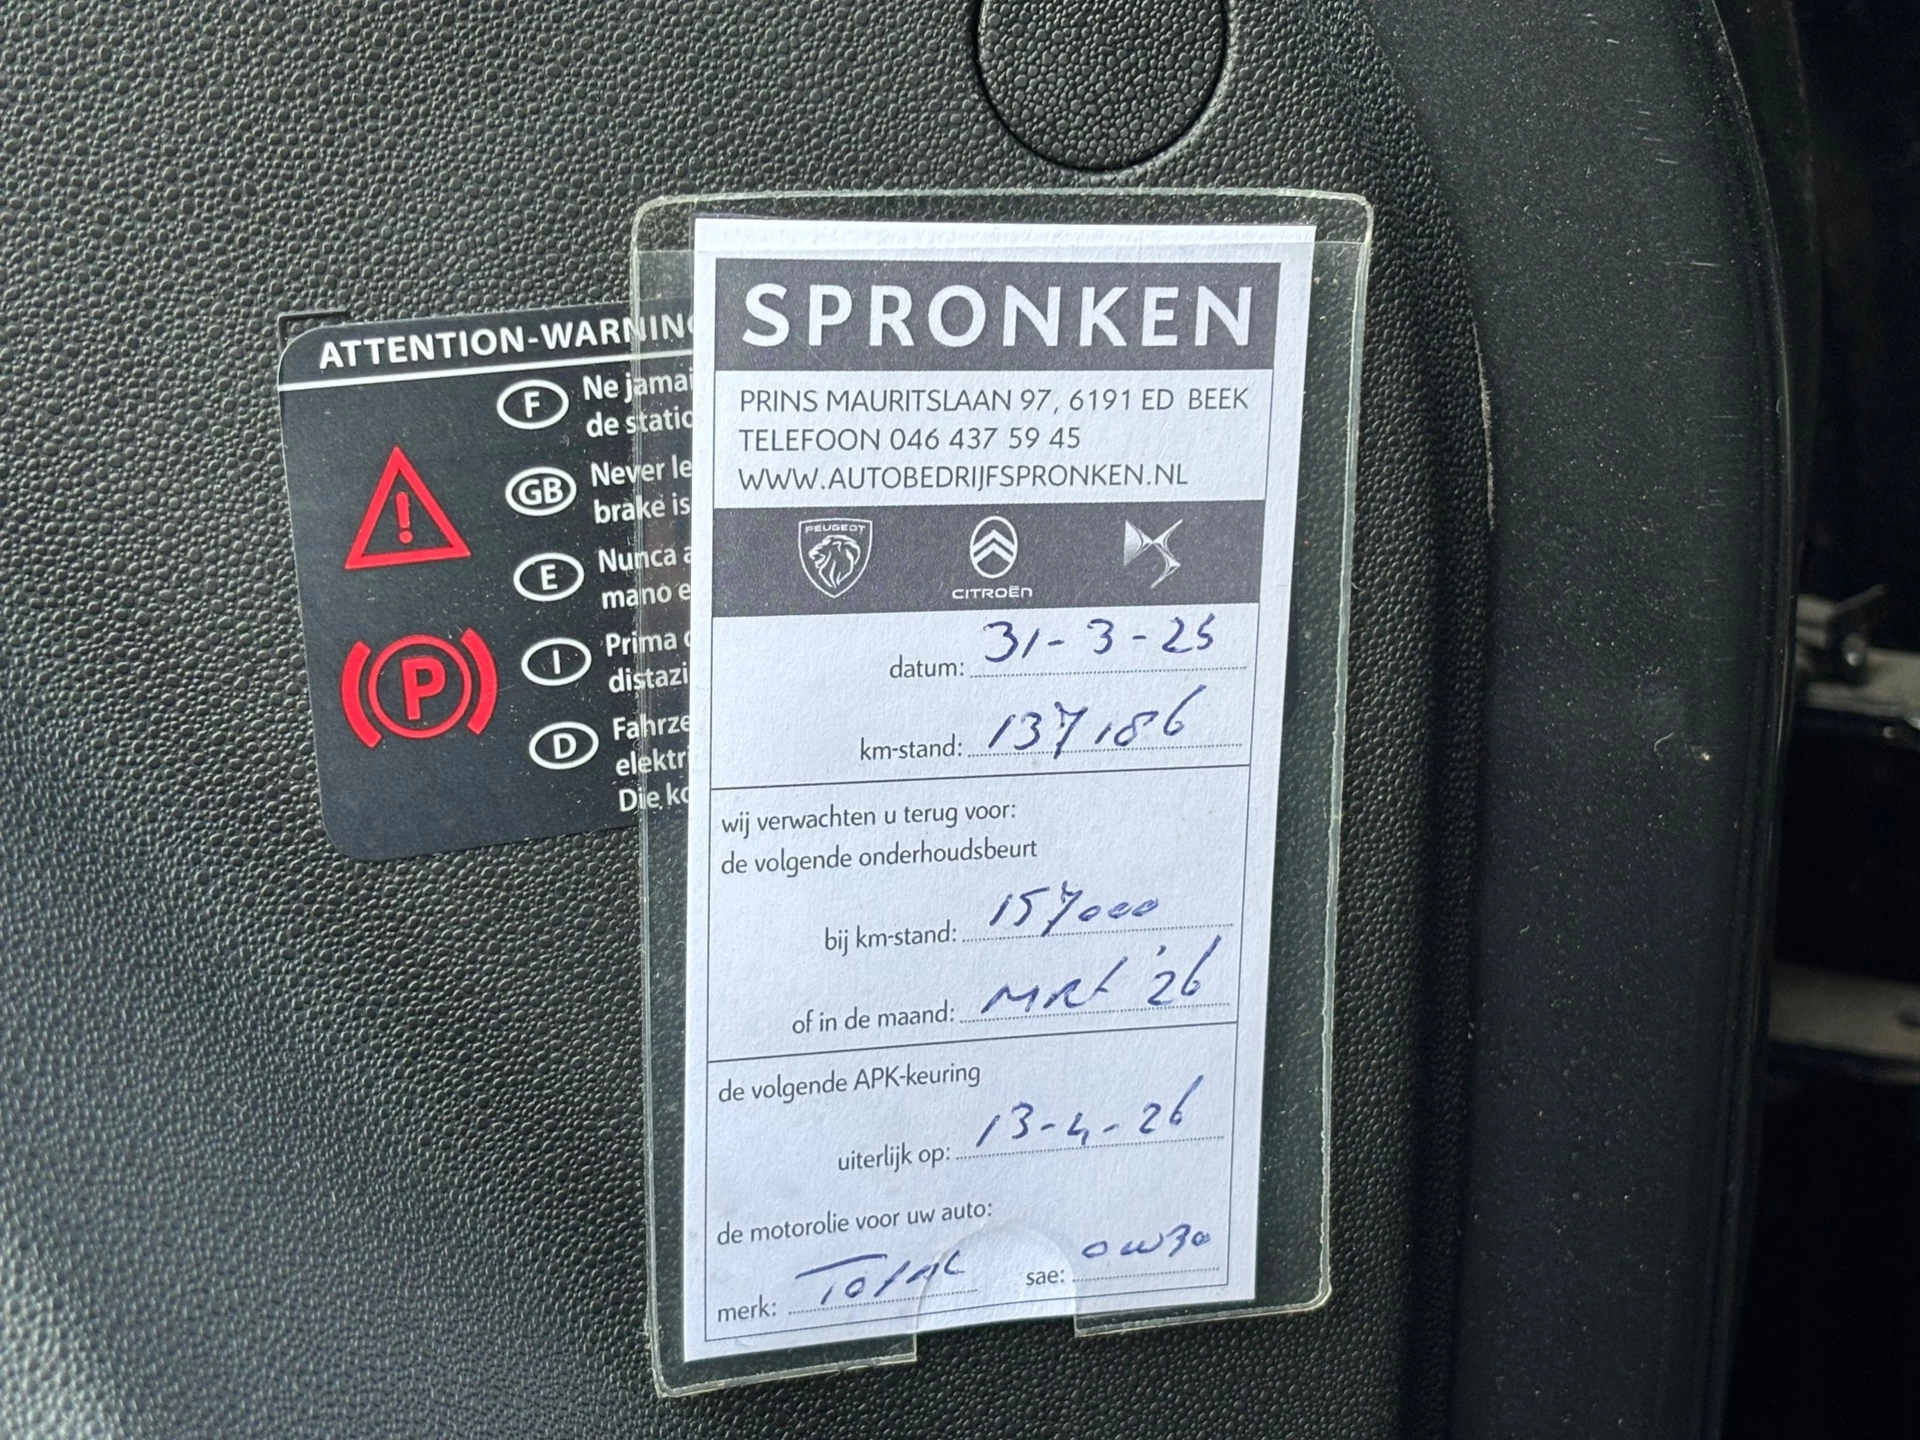 ATTENTION-WARNING
F
Ne jamai
de static
GB
Never le
brake is
E
Nunca a
mano e
I
Prima
distazi
D
Fahrze
elektri
Die ko
P
SPRONKEN
PRINS MAURITSLAAN 97, 6191 ED BEEK
TELEFOON 046 437 59 45
WWW.AUTOBEDRIJFSPRONKEN.NL
PEUGEOT
CITROËN
DS
datum: 31-3-25
km-stand: 137186
wij verwachten u terug voor:
de volgende onderhoudsbeurt
bij km-stand: 157000
of in de maand: MRT '26
de volgende APK-keuring
uiterlijk op: 13-4-26
de motorolie voor uw auto:
merk: TOTAL sae: 0W30